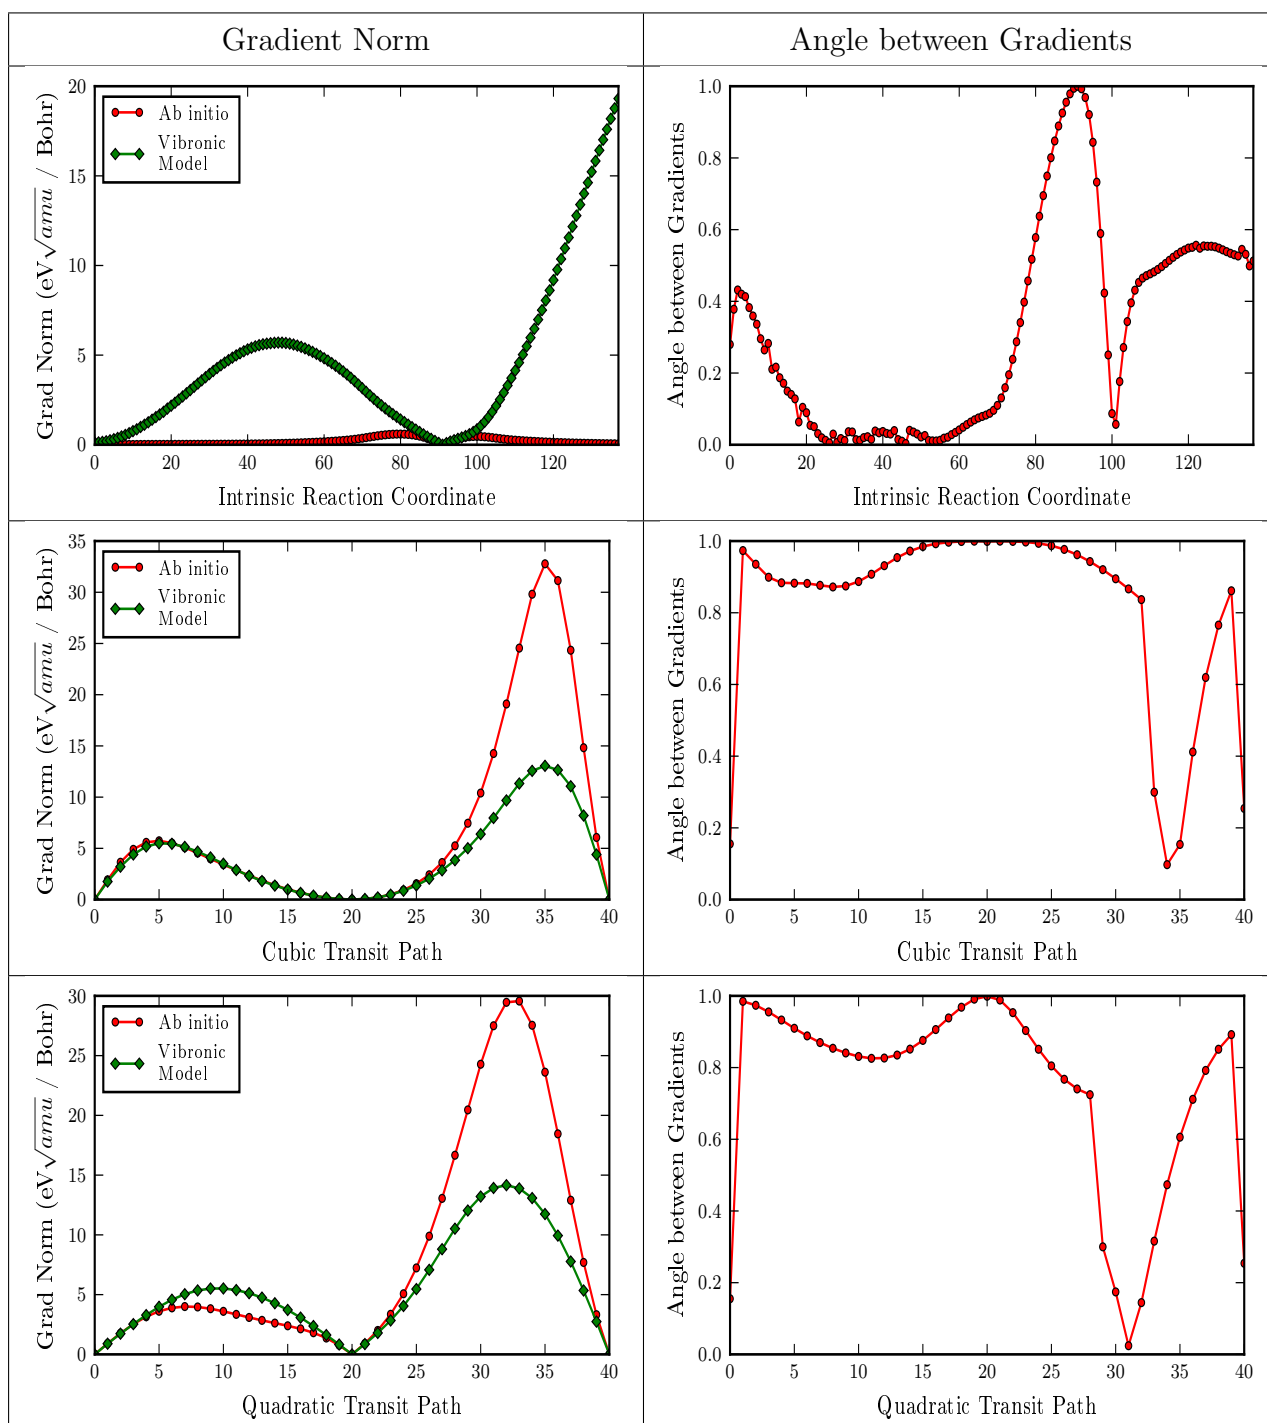 Gradient Norm
Angle between Gradients
20
15
10
5
0
Grad Norm (eV√amu / Bohr)
Ab initio
Vibronic
Model
0 20 40 60 80 100 120
Intrinsic Reaction Coordinate
1.0
0.8
0.6
0.4
0.2
0.0
Angle between Gradients
0 20 40 60 80 100 120
Intrinsic Reaction Coordinate
35
30
25
20
15
10
5
0
Grad Norm (eV√amu / Bohr)
Ab initio
Vibronic
Model
0 5 10 15 20 25 30 35 40
Cubic Transit Path
1.0
0.8
0.6
0.4
0.2
0.0
Angle between Gradients
0 5 10 15 20 25 30 35 40
Cubic Transit Path
30
25
20
15
10
5
0
Grad Norm (eV√amu / Bohr)
Ab initio
Vibronic
Model
0 5 10 15 20 25 30 35 40
Quadratic Transit Path
1.0
0.8
0.6
0.4
0.2
0.0
Angle between Gradients
0 5 10 15 20 25 30 35 40
Quadratic Transit Path